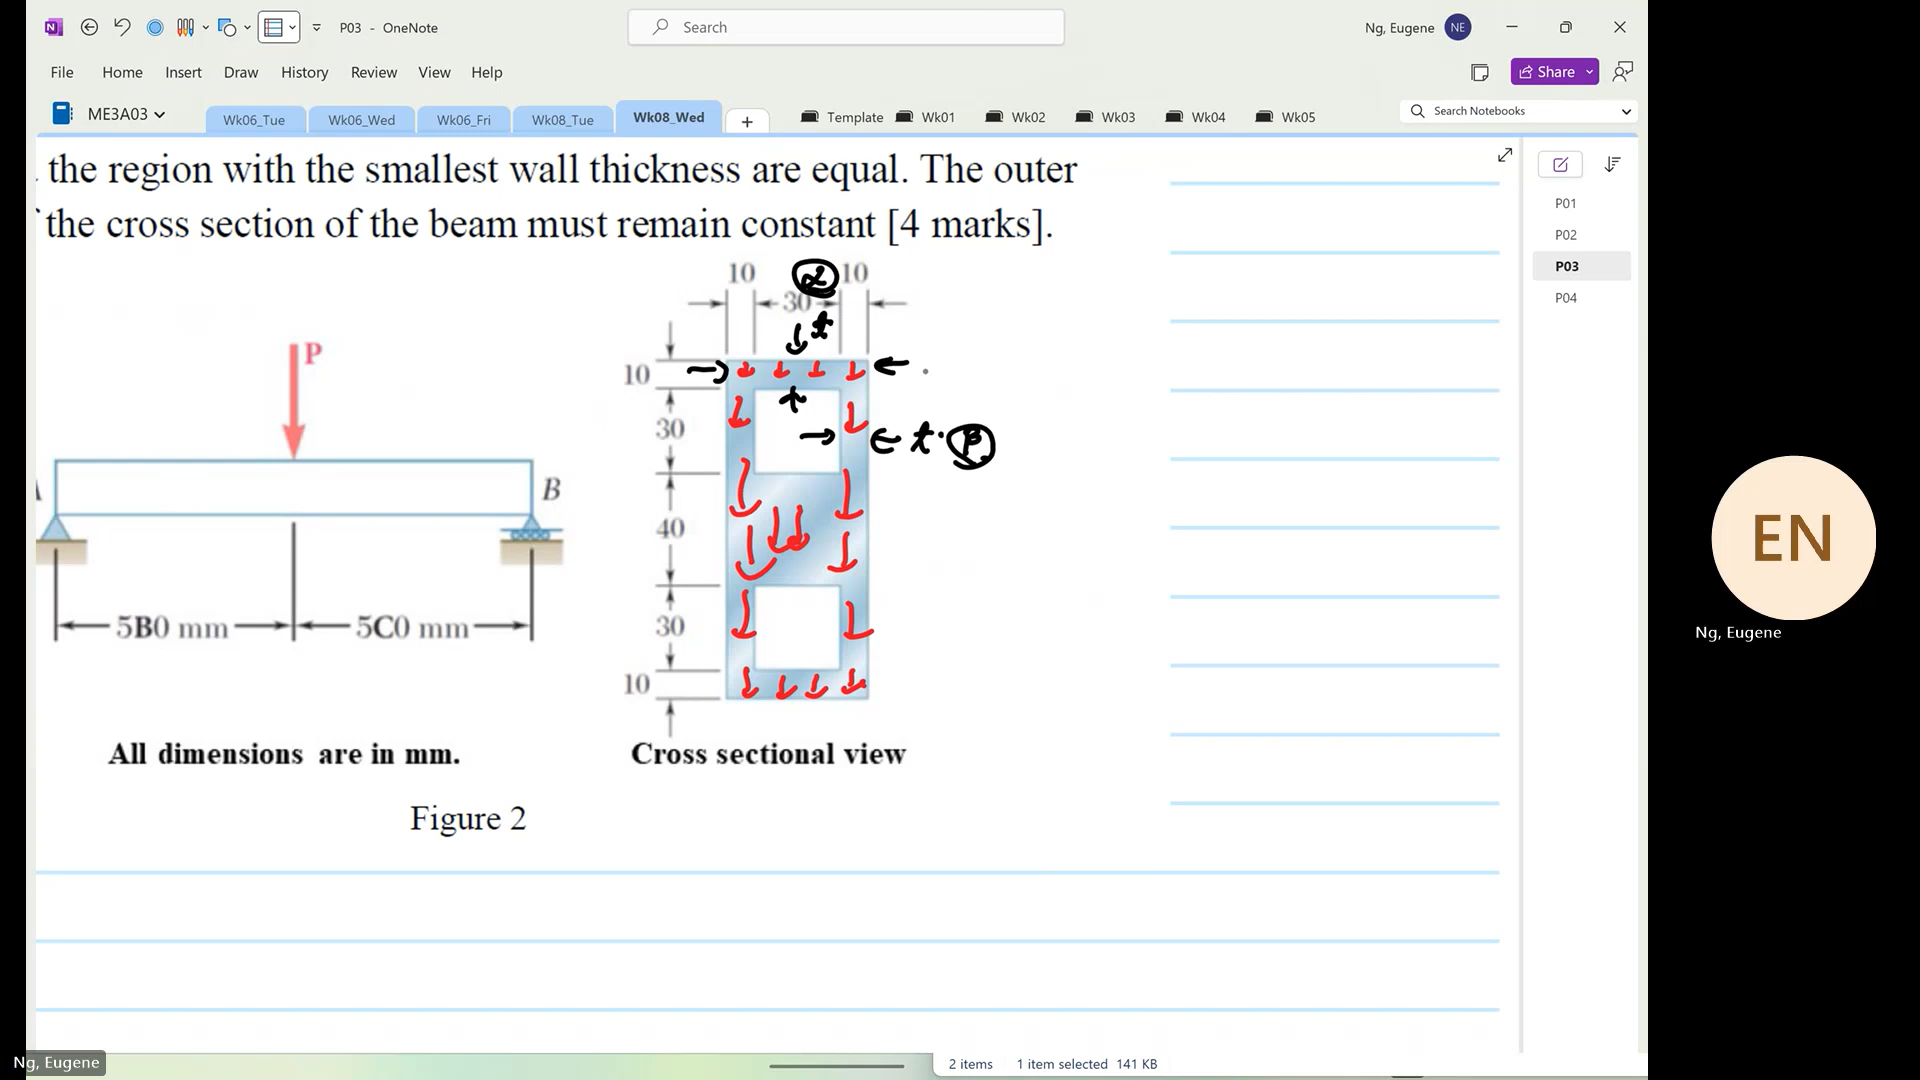 P03 - OneNote
Search
Ng, Eugene
NE
File Home Insert Draw History Review View Help
Share
ME3A03
Wk06_Tue
Wk06_Wed
Wk06_Fri
Wk08_Tue
Wk08_Wed
+
Template
Wk01
Wk02
Wk03
Wk04
Wk05
Search Notebooks
the region with the smallest wall thickness are equal. The outer
the cross section of the beam must remain constant [4 marks].
P01
P02
P03
P04
10 α 10
30
t
P
10
30
t·β
B
40
30
10
5B0 mm
5C0 mm
All dimensions are in mm.
Cross sectional view
Figure 2
EN
Ng, Eugene
Ng, Eugene
2 items 1 item selected 141 KB